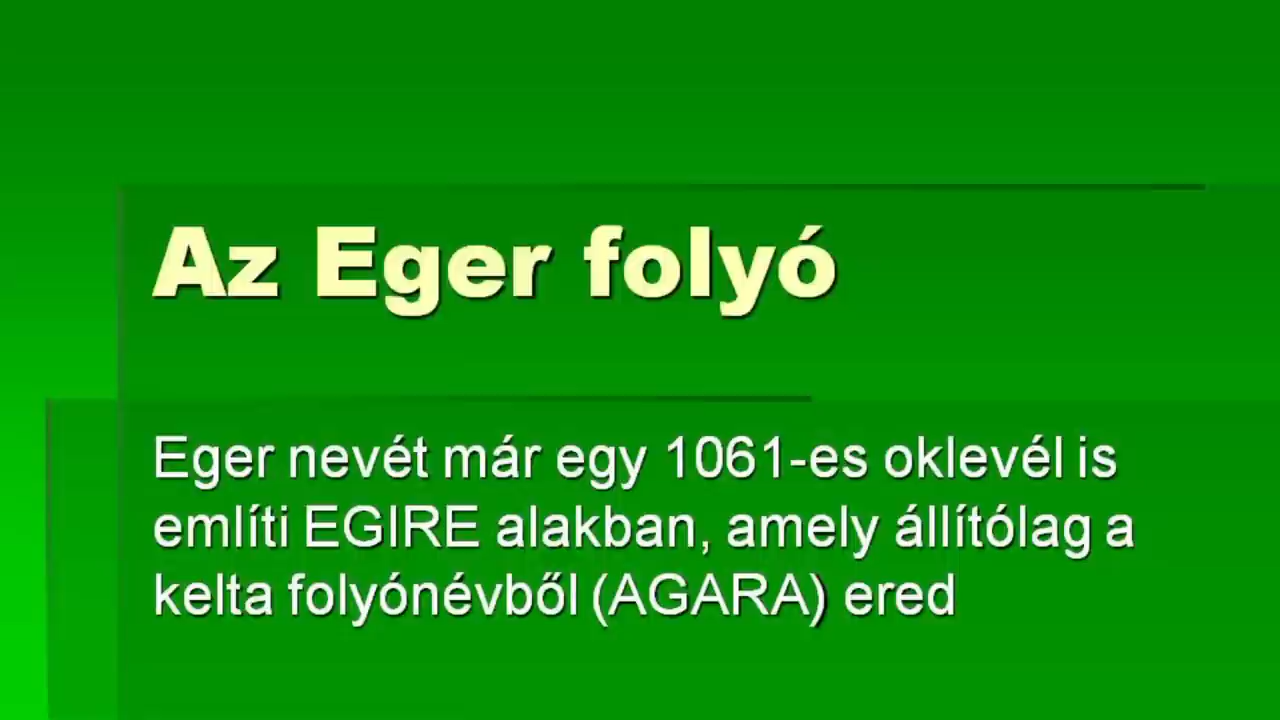 Az Eger folyó
Eger nevét már egy 1061-es oklevél is
említi EGIRE alakban, amely állítólag a
kelta folyónévből (AGARA) ered